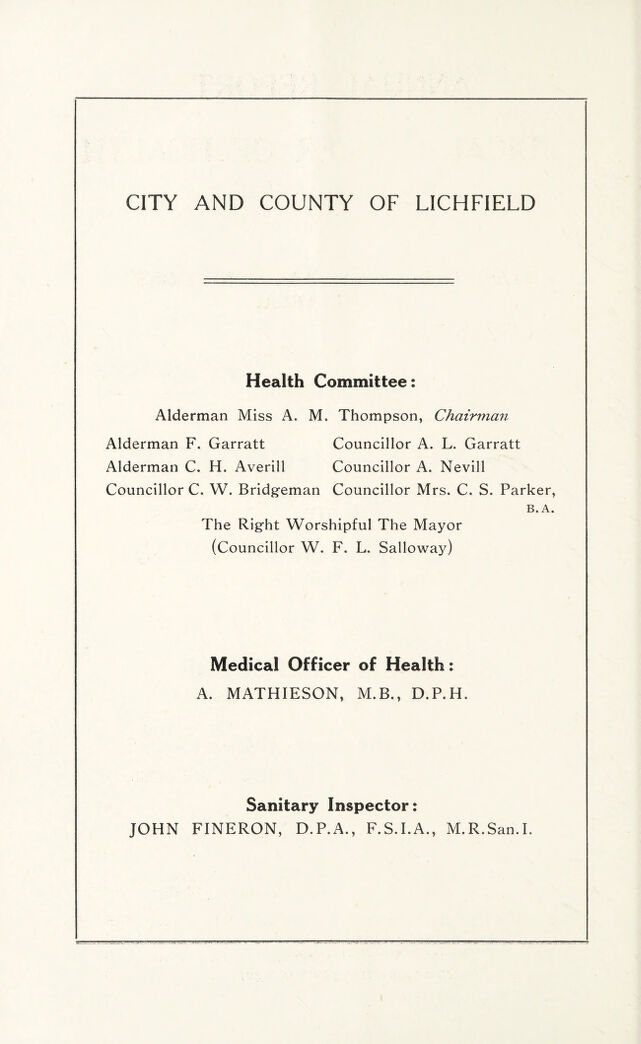 CITY AND COUNTY OF LICHFIELD
Health Committee:
Alderman Miss A. M. Thompson, Chairman
Alderman F. Garratt Councillor A. L. Garratt
Alderman C. H. Averill Councillor A. Nevill
Councillor C. W. Bridgeman Councillor Mrs. C. S. Parker,
B.A.
The Right Worshipful The Mayor
(Councillor W. F. L. Salloway)
Medical Officer of Health:
A. MATHIESON, M.B., D.P.H.
Sanitary Inspector:
JOHN FINERON, D.P.A., F.S.I.A., M.R.San.I.